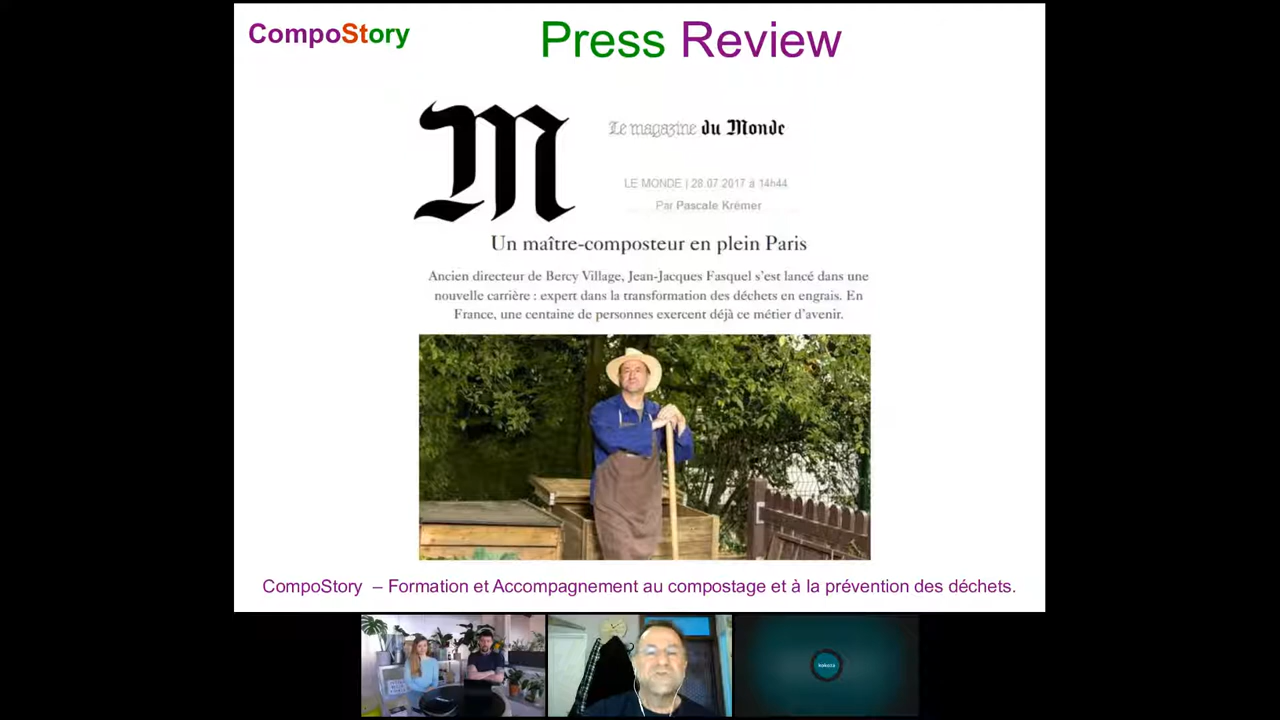 CompoStory
Press Review
M
Le magazine du Monde
LE MONDE | 28.07.2017 à 14h44
Par Pascale Krémer
Un maître-composteur en plein Paris
Ancien directeur de Bercy Village, Jean-Jacques Fasquel s'est lancé dans une
nouvelle carrière : expert dans la transformation des déchets en engrais. En
France, une centaine de personnes exercent déjà ce métier d'avenir.
CompoStory – Formation et Accompagnement au compostage et à la prévention des déchets.
kokoza